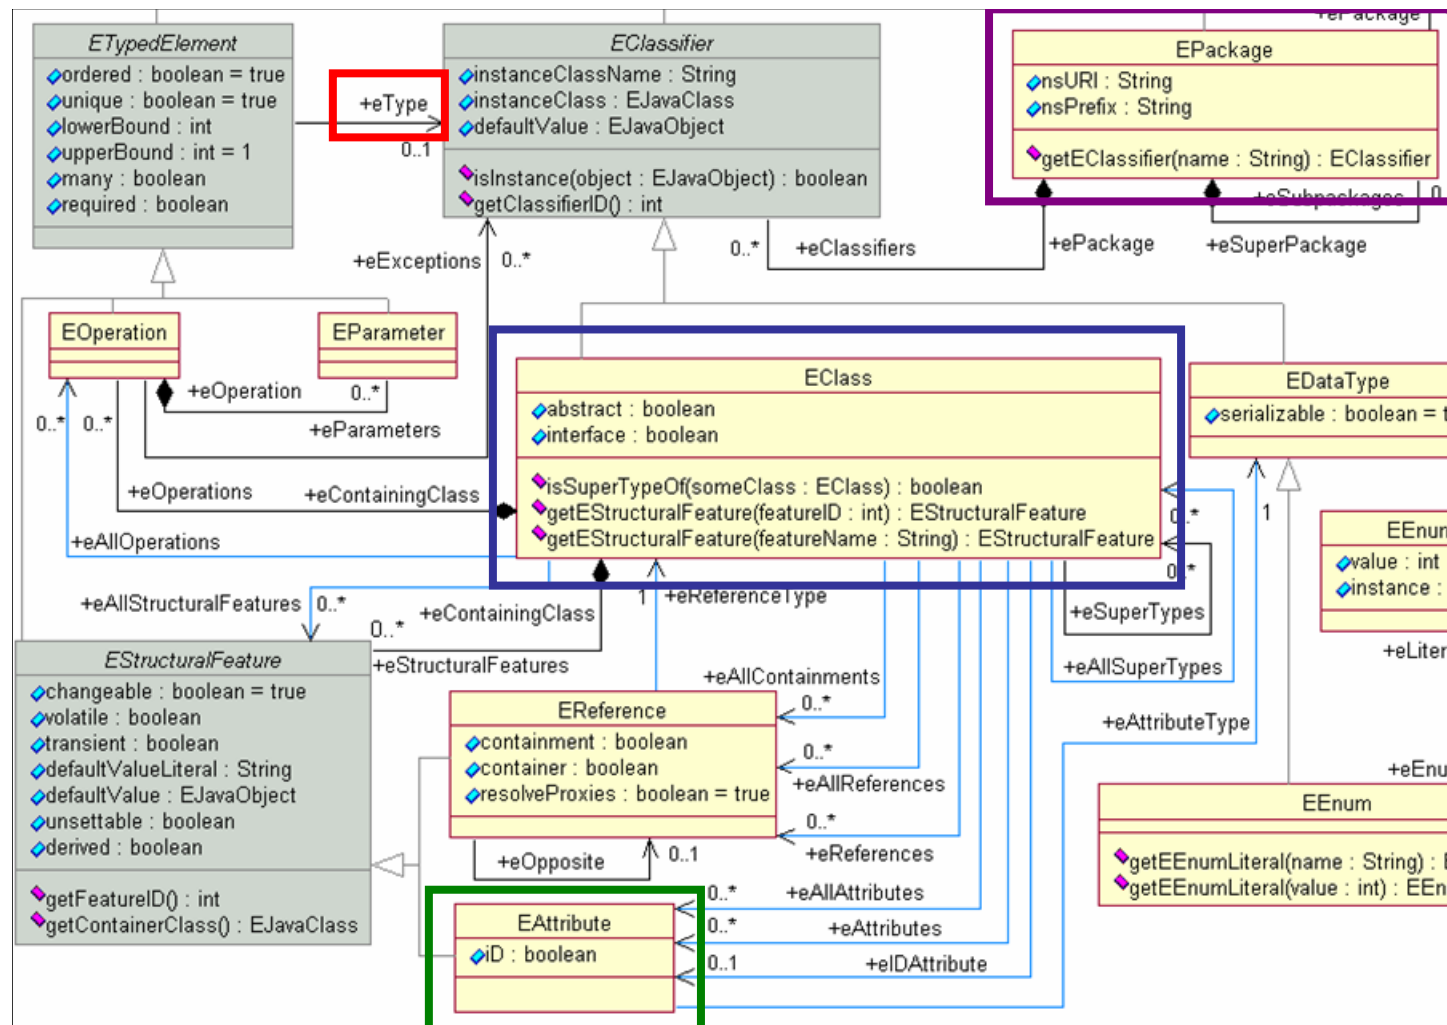 ETypedElement
ordered : boolean = true
unique : boolean = true
lowerBound : int
upperBound : int = 1
many : boolean
required : boolean
+eType
0..1
EClassifier
instanceClassName : String
instanceClass : EJavaClass
defaultValue : EJavaObject
isInstance(object : EJavaObject) : boolean
getClassifierID() : int
+ePackage
EPackage
nsURI : String
nsPrefix : String
getEClassifier(name : String) : EClassifier
+eSubpackages
0
+eExceptions
0..*
0..*
+eClassifiers
+ePackage
+eSuperPackage
EOperation
EParameter
+eOperation
0..*
0..*
0..*
+eParameters
EClass
abstract : boolean
interface : boolean
isSuperTypeOf(someClass : EClass) : boolean
getEStructuralFeature(featureID : int) : EStructuralFeature
getEStructuralFeature(featureName : String) : EStructuralFeature
EDataType
serializable : boolean = t
+eOperations
+eContainingClass
0..*
1
+eAllOperations
0..*
EEnum
value : int
instance :
+eAllStructuralFeatures
0..*
+eContainingClass
1
+eReferenceType
0..*
+eStructuralFeatures
+eSuperTypes
+eLiter
+eAllSuperTypes
EStructuralFeature
changeable : boolean = true
volatile : boolean
transient : boolean
defaultValueLiteral : String
defaultValue : EJavaObject
unsettable : boolean
derived : boolean
getFeatureID() : int
getContainerClass() : EJavaClass
+eAllContainments
0..*
EReference
containment : boolean
container : boolean
resolveProxies : boolean = true
+eAttributeType
0..*
+eAllReferences
0..*
+eReferences
+eOpposite
0..1
+eEnu
EEnum
getEEnumLiteral(name : String) : E
getEEnumLiteral(value : int) : EEn
0..*
+eAllAttributes
EAttribute
iD : boolean
0..*
+eAttributes
0..1
+eIDAttribute